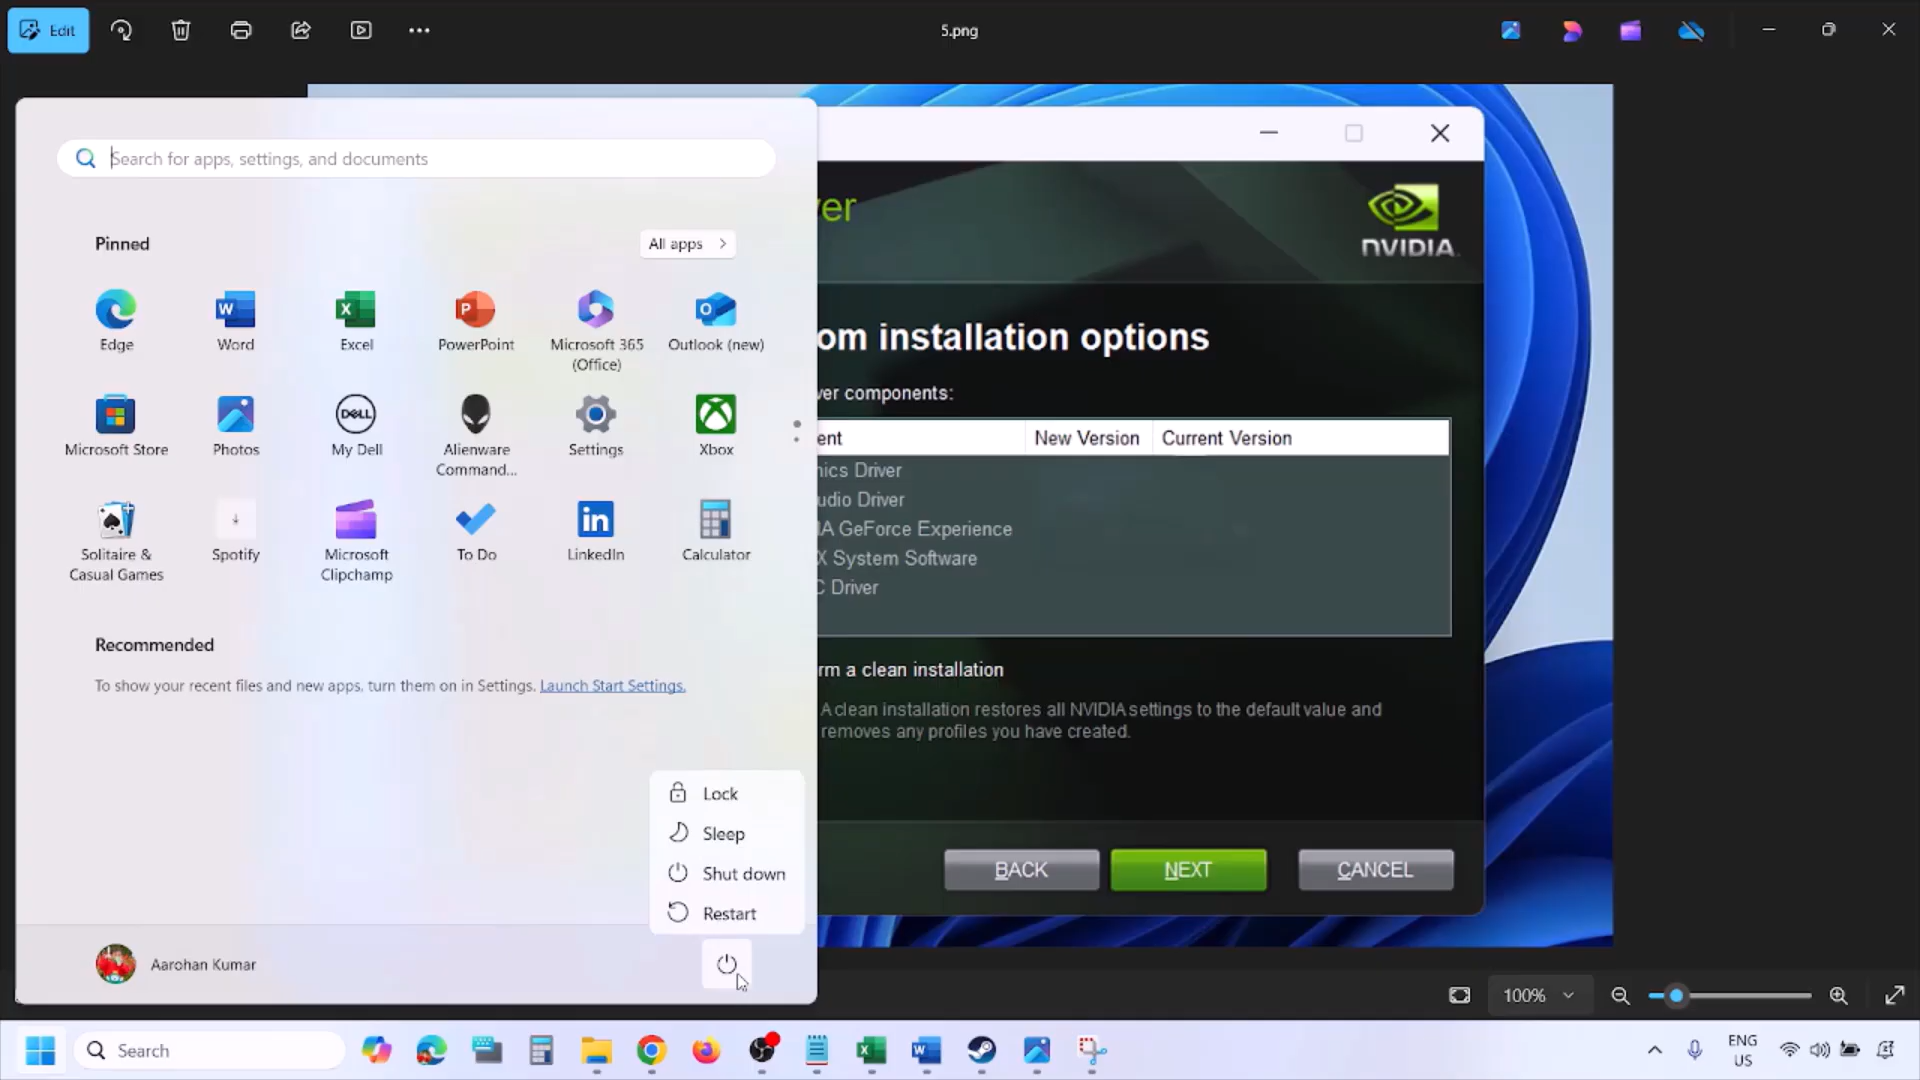 Edit
5.png
Search for apps, settings, and documents
Pinned
All apps
Edge
Word
Excel
PowerPoint
Microsoft 365
(Office)
Outlook (new)
Microsoft Store
Photos
DELL
My Dell
Alienware
Command...
Settings
Xbox
Solitaire &
Casual Games
Spotify
Microsoft
Clipchamp
To Do
LinkedIn
Calculator
Recommended
To show your recent files and new apps, turn them on in Settings. Launch Start Settings.
Lock
Sleep
Shut down
Restart
Aarohan Kumar
ver
NVIDIA.
om installation options
ver components:
ent New Version Current Version
hics Driver
udio Driver
IA GeForce Experience
X System Software
C Driver
rm a clean installation
A clean installation restores all NVIDIA settings to the default value and
removes any profiles you have created.
BACK
NEXT
CANCEL
100%
Search
ENG
US